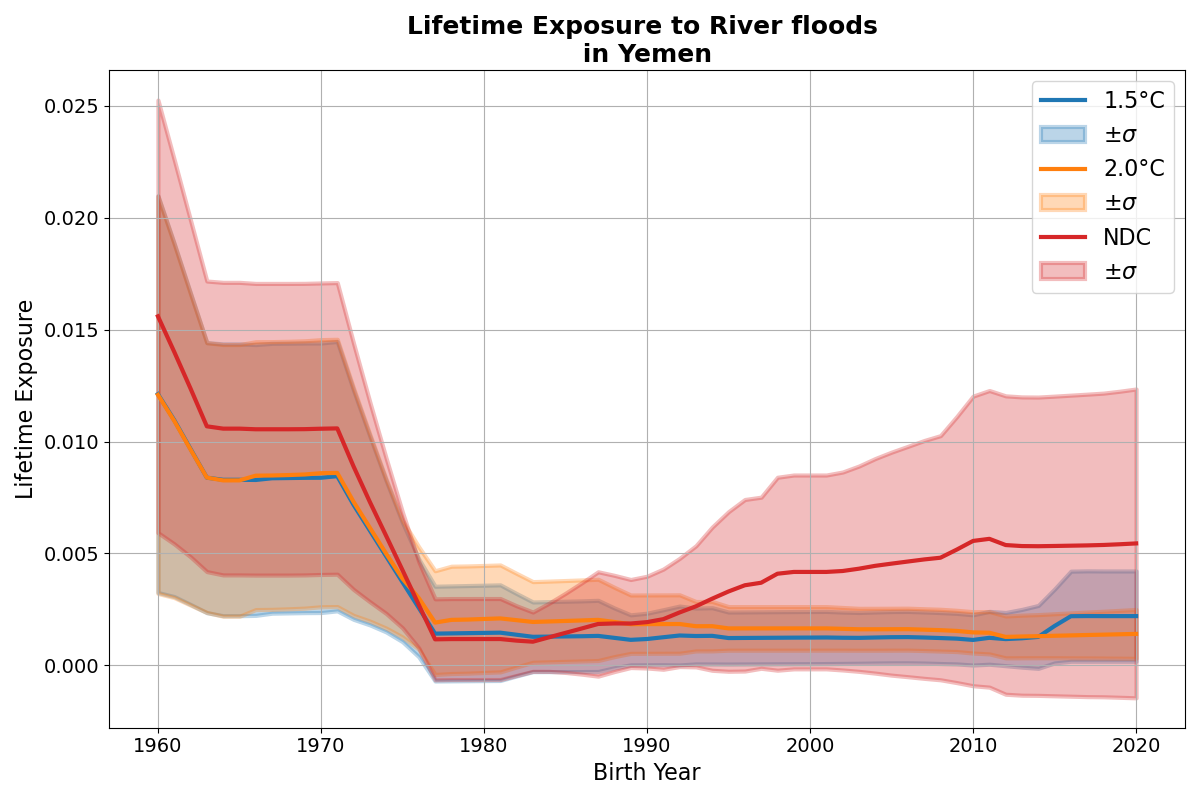 Lifetime Exposure to River floods
in Yemen
Lifetime Exposure
0.025
0.020
0.015
0.010
0.005
0.000
1960
1970
1980
1990
2000
2010
2020
Birth Year
1.5°C
±σ
2.0°C
±σ
NDC
±σ